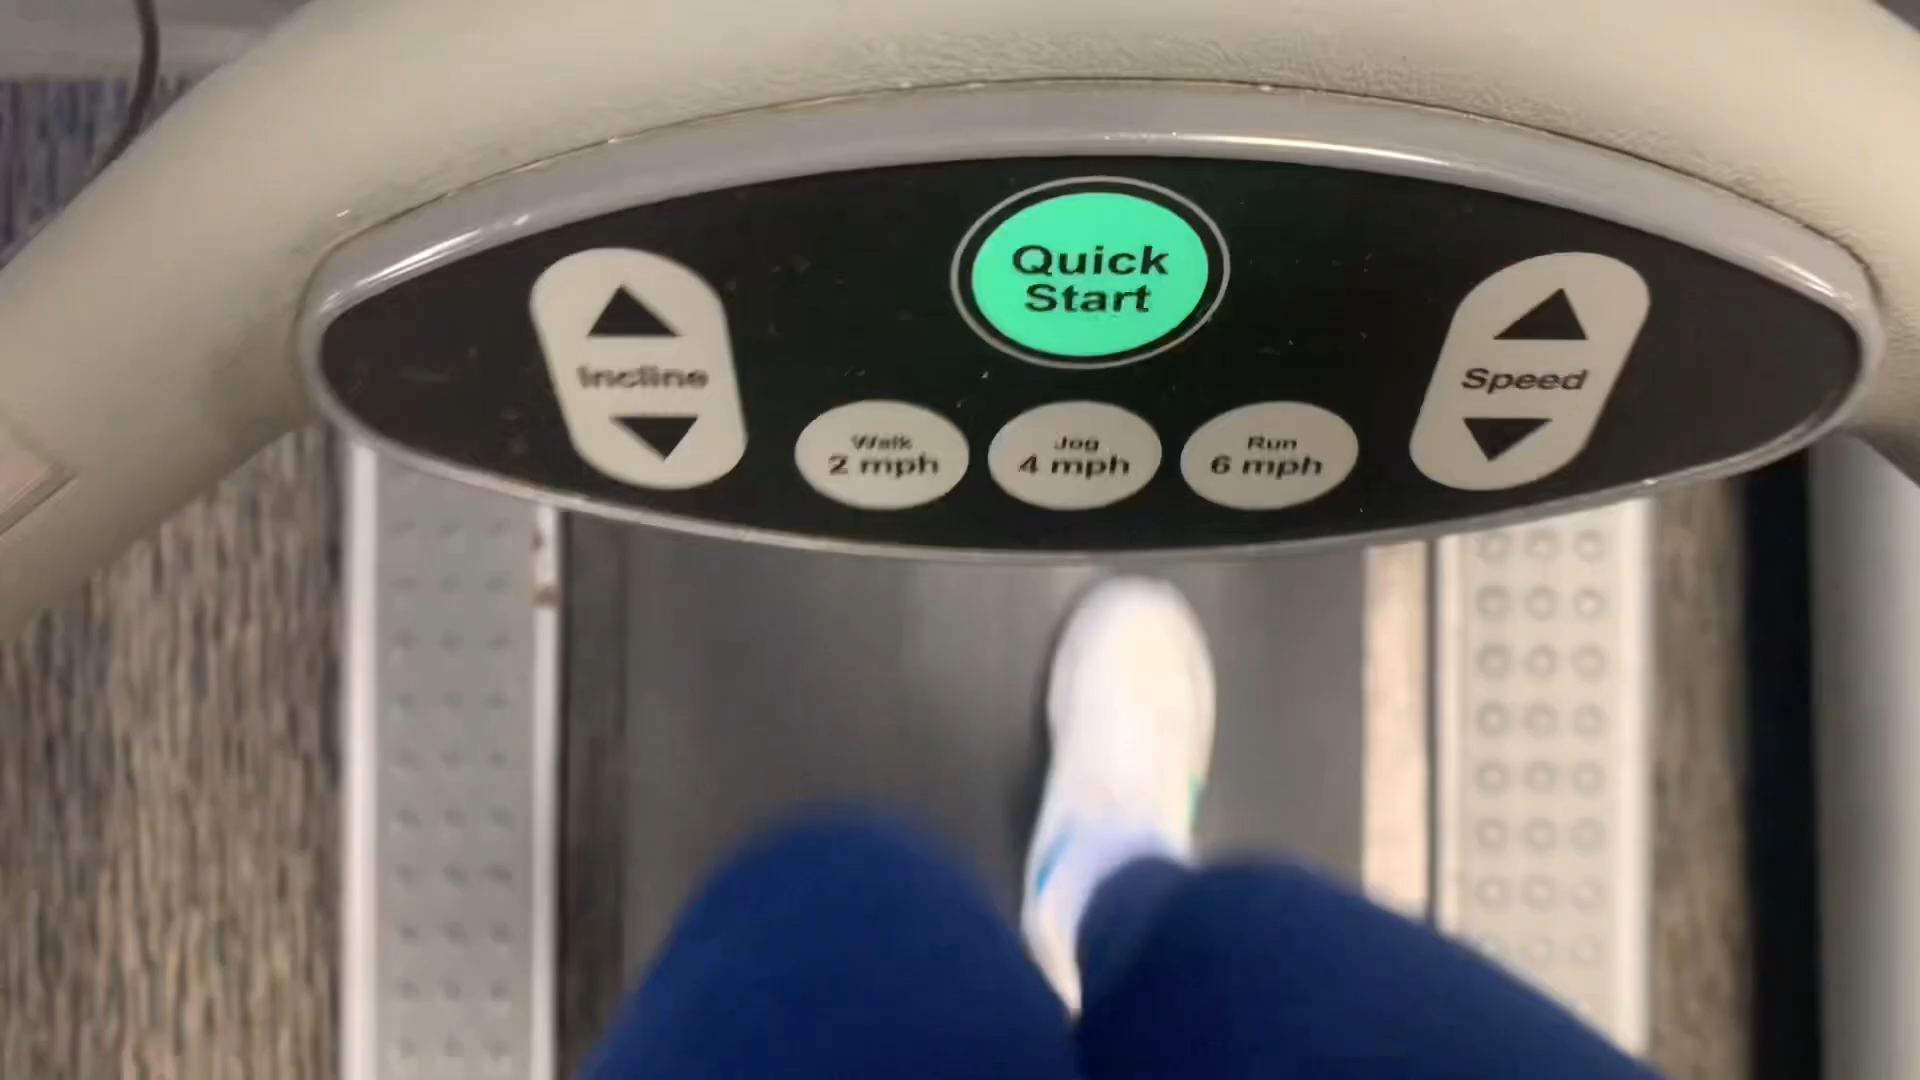 Quick
Start
Incline
Speed
Walk
2 mph
Jog
4 mph
Run
6 mph